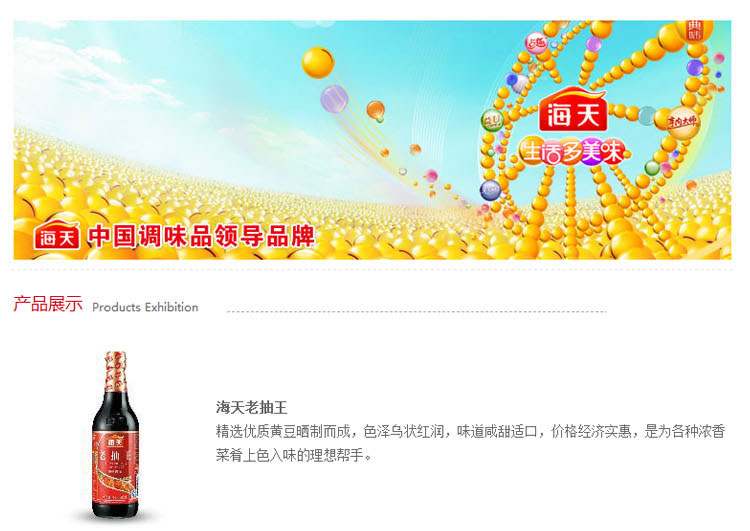 典味
海天
生活多美味
海天 中国调味品领导品牌
产品展示 Products Exhibition
海天
老抽王
海天老抽王
精选优质黄豆晒制而成，色泽乌状红润，味道咸甜适口，价格经济实惠，是为各种浓香
菜肴上色入味的理想帮手。